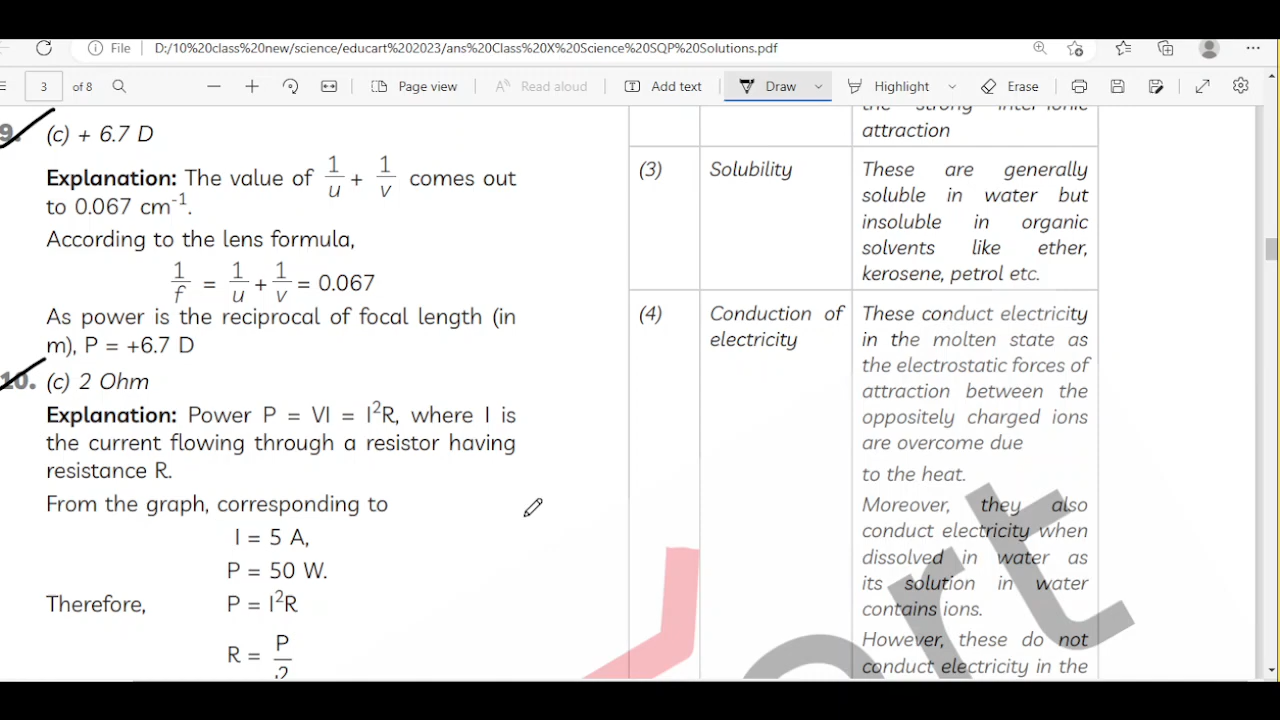 File D:/10%20class%20new/science/educart%202023/ans%20Class%20X%20Science%20SQP%20Solutions.pdf
3 of 8 Page view Read aloud Add text Draw Highlight Erase
9. (c) + 6.7 D
Explanation: The value of 1/u + 1/v comes out
to 0.067 cm-1.
According to the lens formula,
1/f = 1/u + 1/v = 0.067
As power is the reciprocal of focal length (in
m), P = +6.7 D
10. (c) 2 Ohm
Explanation: Power P = VI = I²R, where I is
the current flowing through a resistor having
resistance R.
From the graph, corresponding to
I = 5 A,
P = 50 W.
Therefore, P = I²R
R = P
the strong inter-ionic
attraction
(3) Solubility These are generally
soluble in water but
insoluble in organic
solvents like ether,
kerosene, petrol etc.
(4) Conduction of These conduct electricity
electricity in the molten state as
the electrostatic forces of
attraction between the
oppositely charged ions
are overcome due
to the heat.
Moreover, they also
conduct electricity when
dissolved in water as
its solution in water
contains ions.
However, these do not
conduct electricity in the